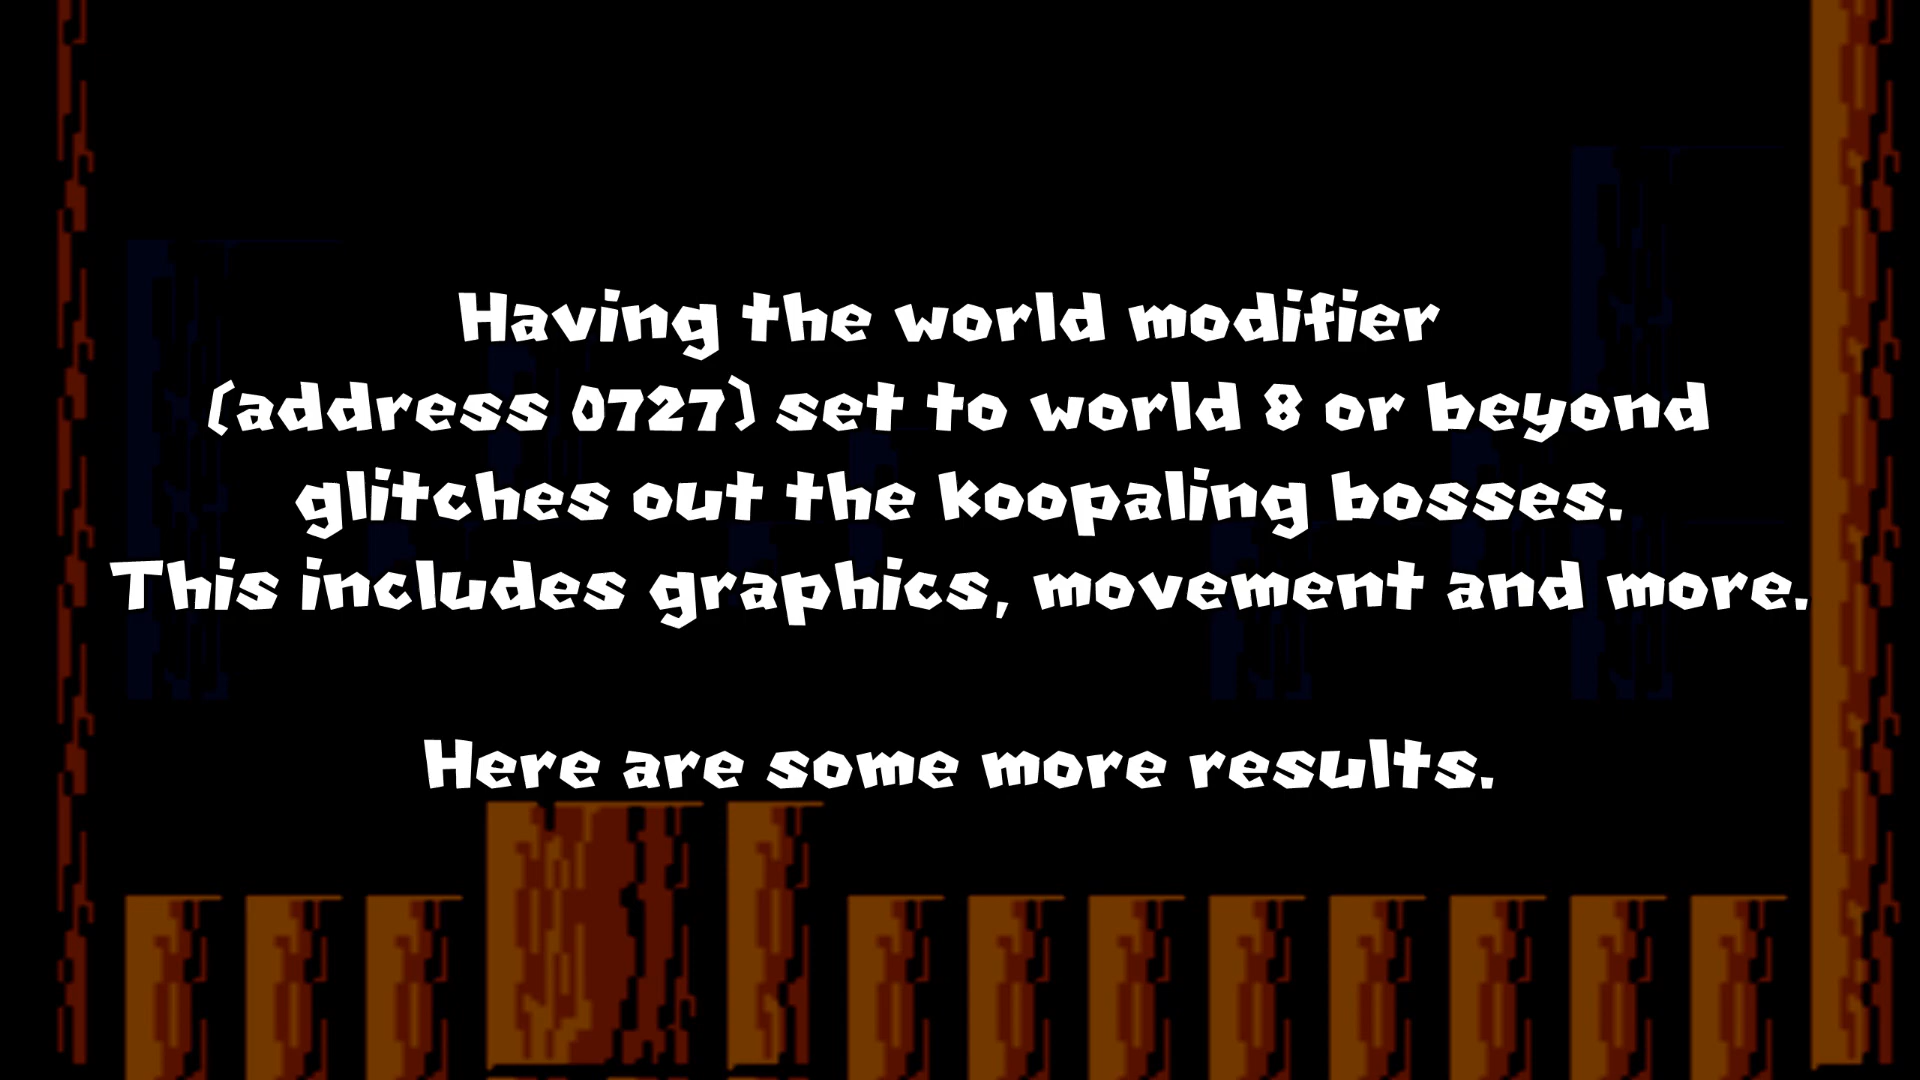 Having the world modifier
(address 0727) set to world 8 or beyond
glitches out the koopaling bosses.
This includes graphics, movement and more.
Here are some more results.